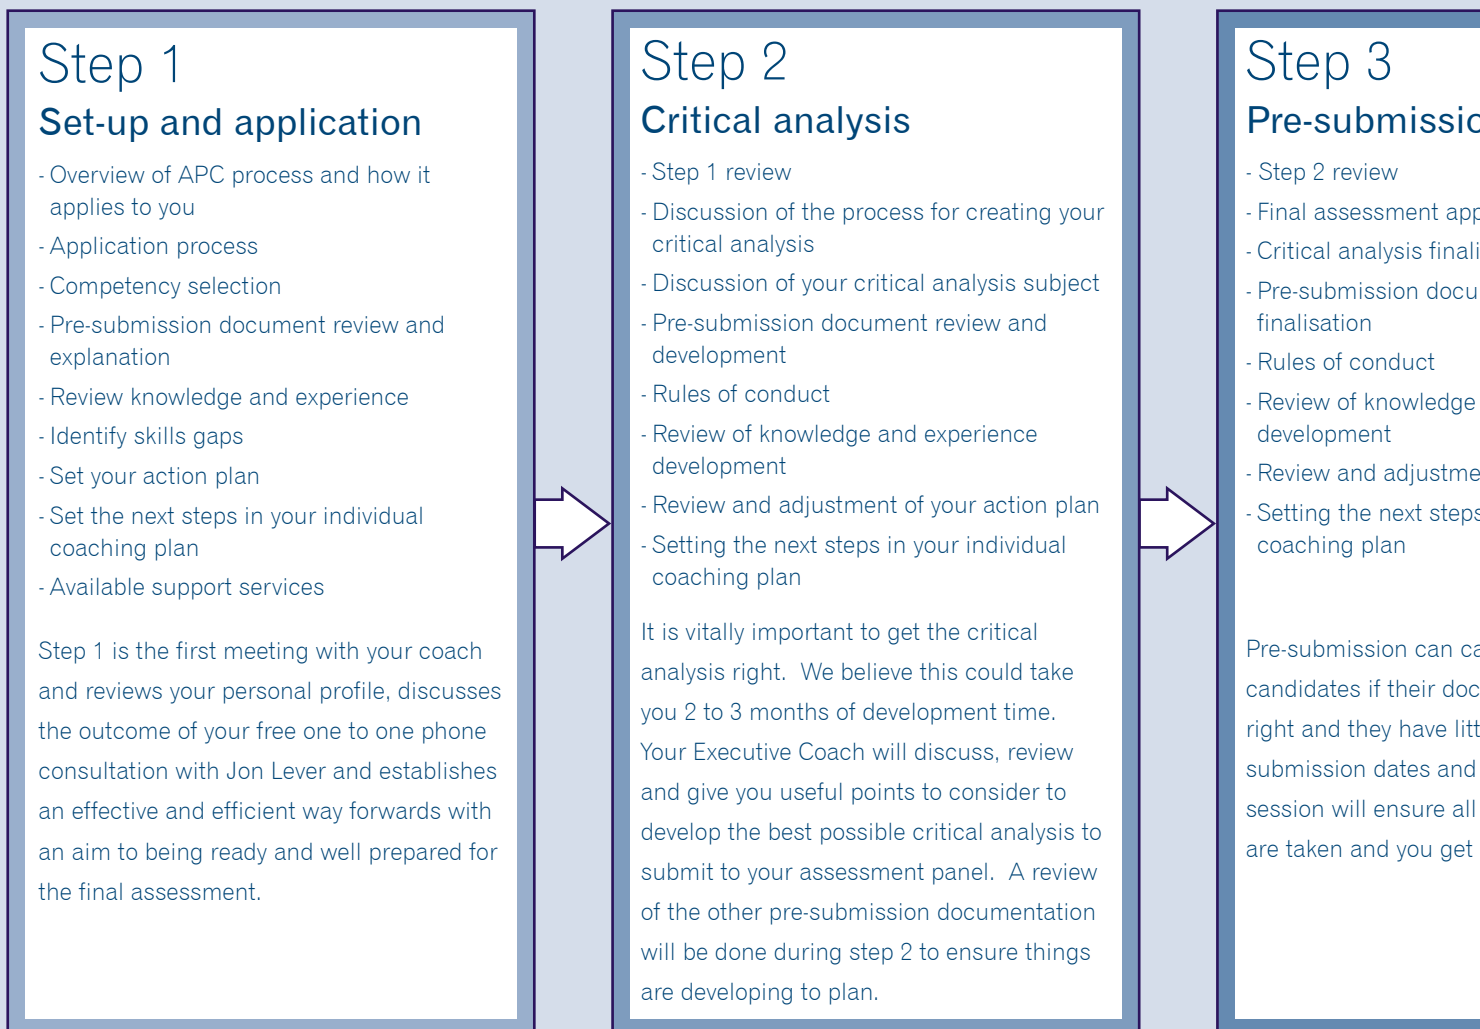 Step 1
Set-up and application
- Overview of APC process and how it
applies to you
- Application process
- Competency selection
- Pre-submission document review and
explanation
- Review knowledge and experience
- Identify skills gaps
- Set your action plan
- Set the next steps in your individual
coaching plan
- Available support services
Step 1 is the first meeting with your coach
and reviews your personal profile, discusses
the outcome of your free one to one phone
consultation with Jon Lever and establishes
an effective and efficient way forwards with
an aim to being ready and well prepared for
the final assessment.
Step 2
Critical analysis
- Step 1 review
- Discussion of the process for creating your
critical analysis
- Discussion of your critical analysis subject
- Pre-submission document review and
development
- Rules of conduct
- Review of knowledge and experience
development
- Review and adjustment of your action plan
- Setting the next steps in your individual
coaching plan
It is vitally important to get the critical
analysis right.  We believe this could take
you 2 to 3 months of development time.
Your Executive Coach will discuss, review
and give you useful points to consider to
develop the best possible critical analysis to
submit to your assessment panel.  A review
of the other pre-submission documentation
will be done during step 2 to ensure things
are developing to plan.
Step 3
- Step 2 review
- Final assessment
- Critical analysis
- Pre-submission
finalisation
- Rules of conduct
- Review of knowledge
development
- Review and
- Setting the next
coaching plan
Pre-submission can
candidates if their
right and they have
submission dates and
session will ensure all
are taken and you get